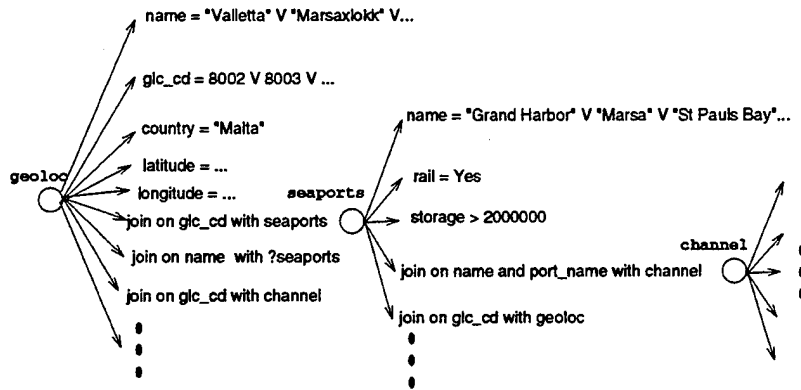 name = "Valletta" V "Marsaxlokk" V...
glc_cd = 8002 V 8003 V ...
country = "Malta"
geoloc
latitude = ...
longitude = ...
join on glc_cd with seaports
join on name with ?seaports
join on glc_cd with channel
name = "Grand Harbor" V "Marsa" V "St Pauls Bay"...
seaports
rail = Yes
storage > 2000000
join on name and port_name with channel
join on glc_cd with geoloc
channel